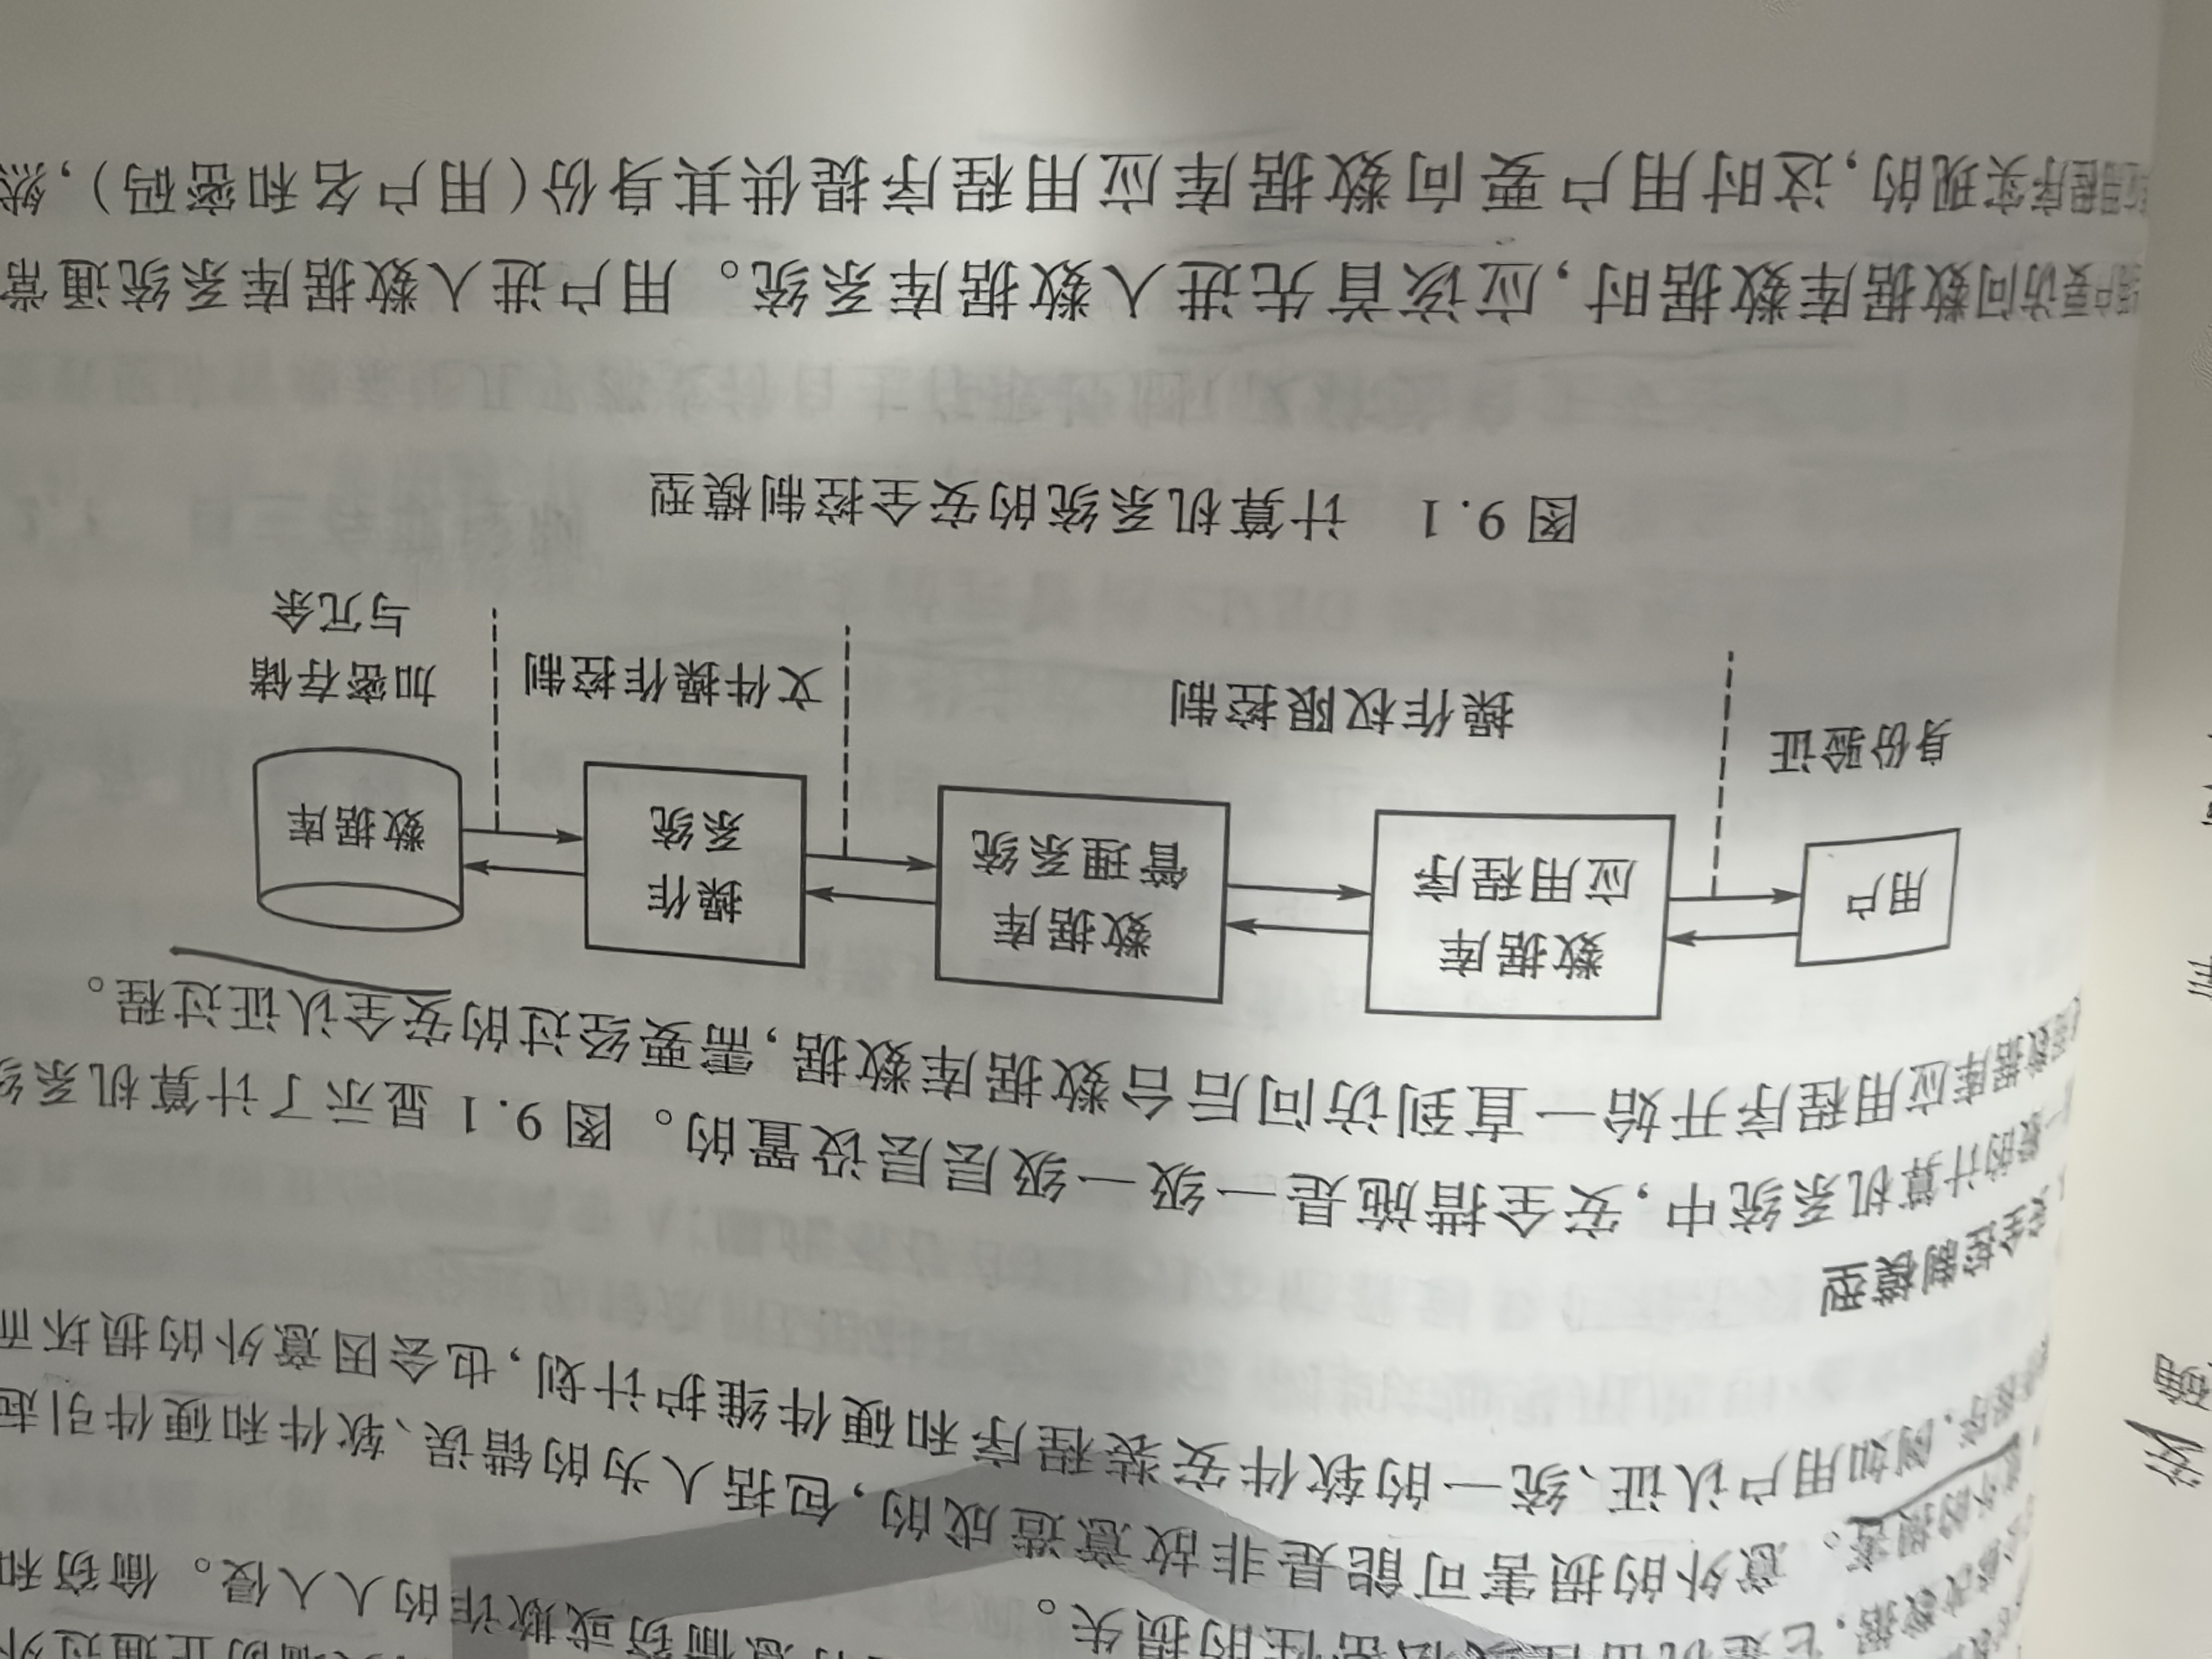 修改数据,它是机密性或私密性的损失。
意偷窃或欺诈的人入侵。偷窃和
意外的损害。意外的损害可能是非故意造成的,包括人为的错误、软件和硬件引起
程序,例如用户认证、统一的软件安装程序和硬件维护计划,也会因意外的损坏而
安
确
安全控制模型
一般的计算机系统中,安全措施是一级一级层层设置的。图9.1显示了计算机系统
数据库应用程序开始一直到访问后台数据库数据,需要经过的安全认证过程。
用户
数据库
应用程序
数据库
管理系统
操作
系统
数据库
身份验证
操作权限控制
文件操作控制
加密存储
与冗余
图9.1 计算机系统的安全控制模型
户要访问数据库数据时,应该首先进入数据库系统。用户进入数据库系统通常
应用程序实现的,这时用户要向数据库应用程序提供其身份(用户名和密码),然